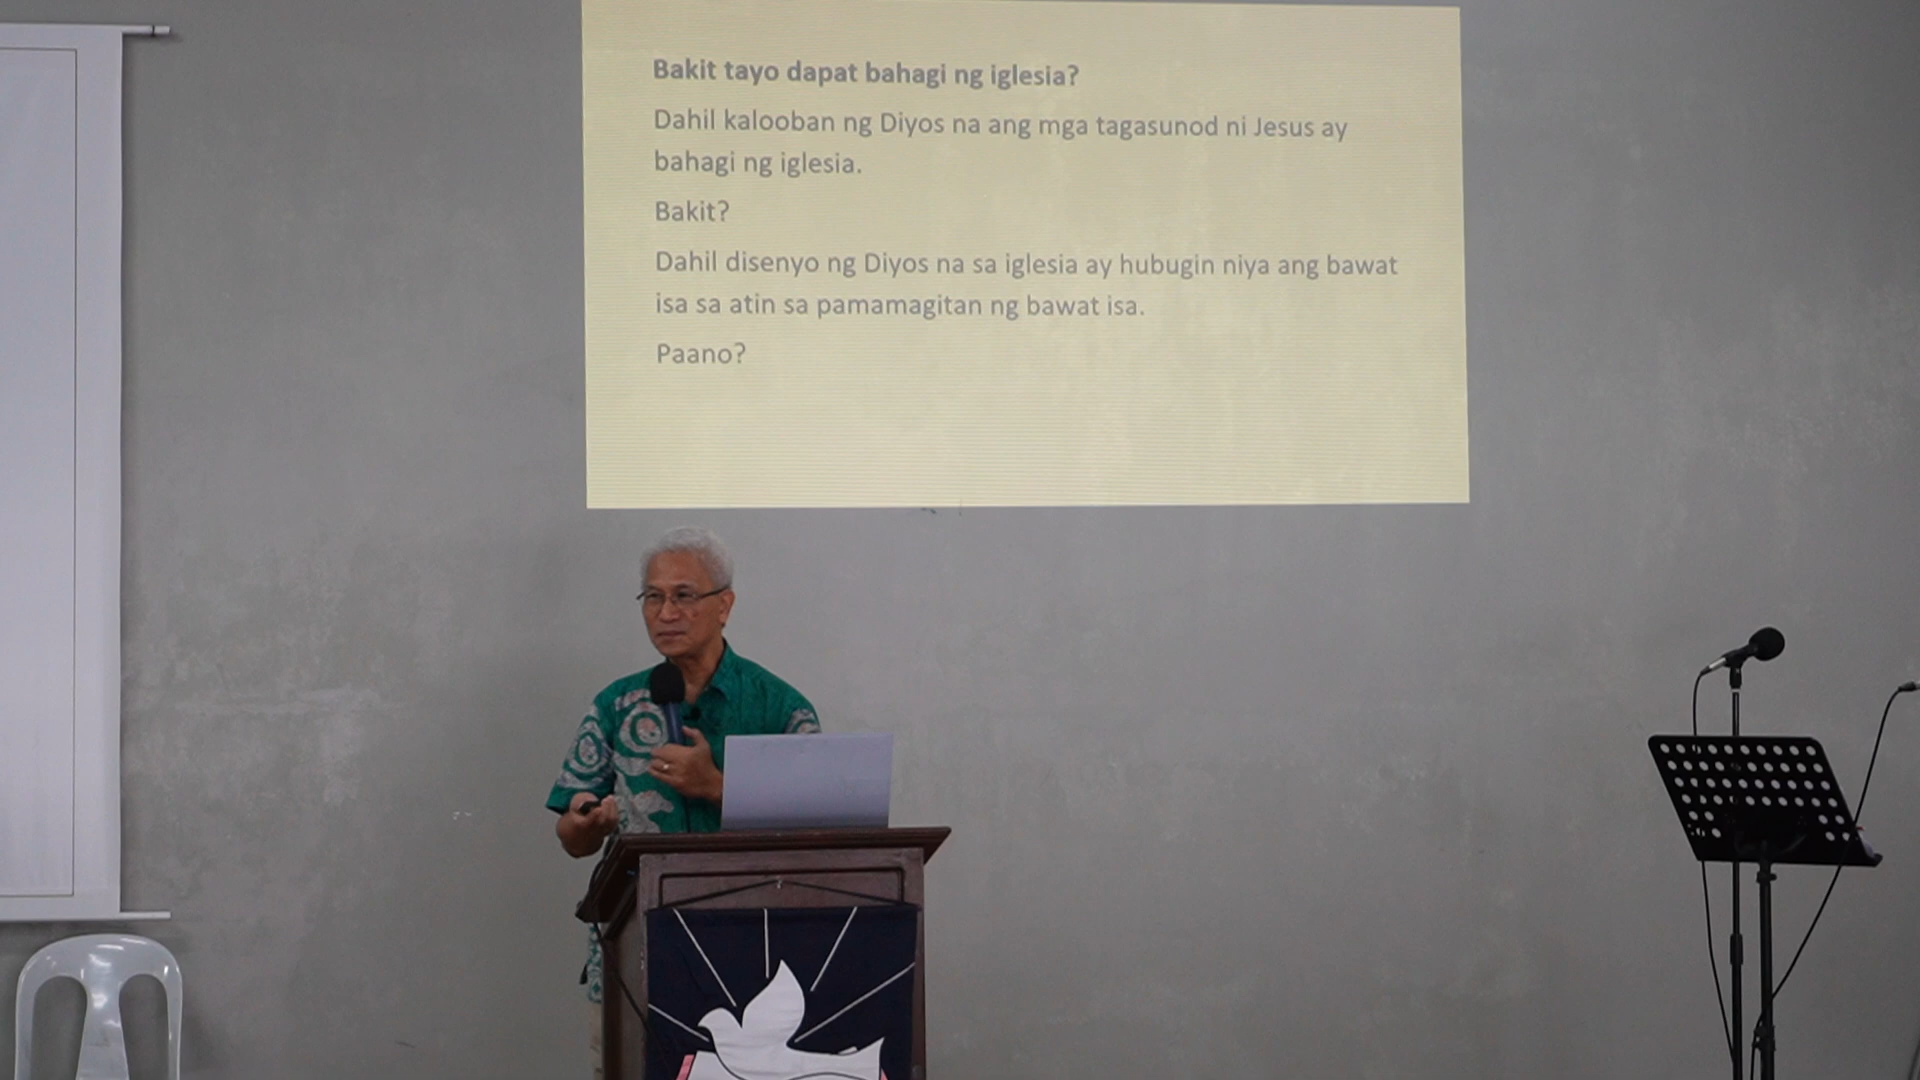 Bakit tayo dapat bahagi ng iglesia?
Dahil kalooban ng Diyos na ang mga tagasunod ni Jesus ay
bahagi ng iglesia.
Bakit?
Dahil disenyo ng Diyos na sa iglesia ay hubugin niya ang bawat
isa sa atin sa pamamagitan ng bawat isa.
Paano?